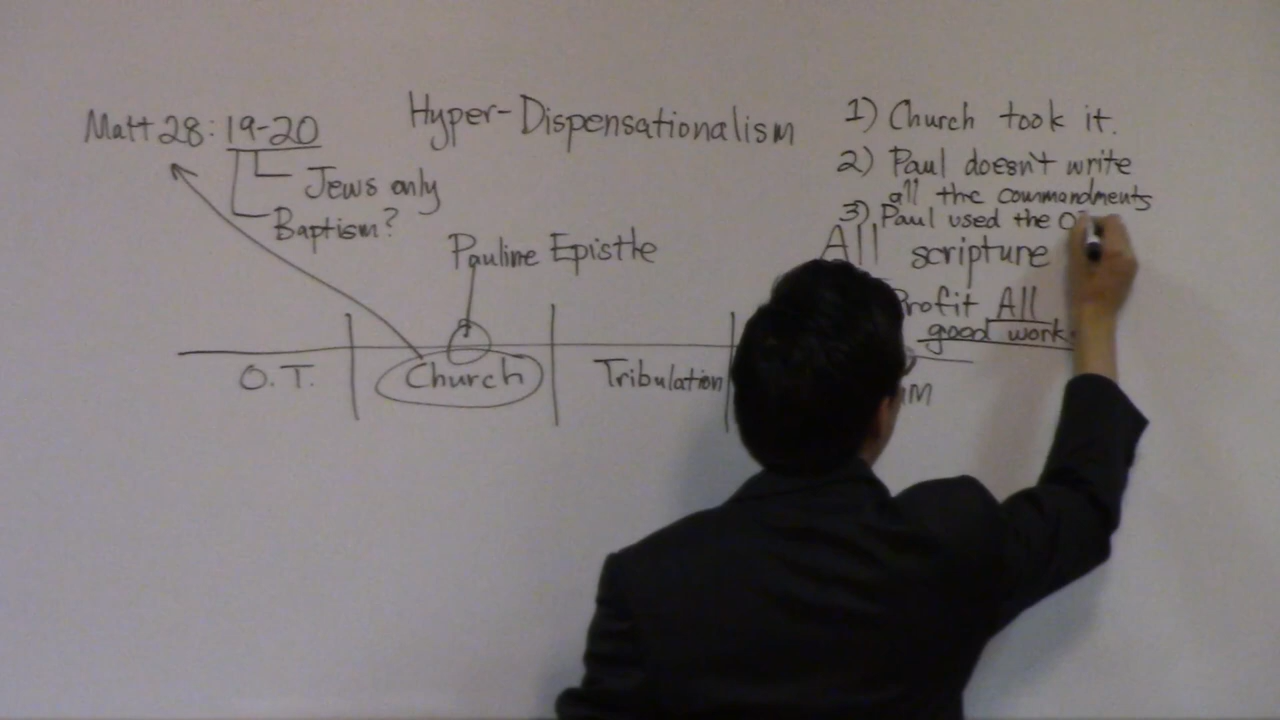 Matt 28: 19-20
Jews only
Baptism?
Hyper-Dispensationalism
Pauline Epistle
O.T.
Church
Tribulation
1) Church took it.
2) Paul doesn't write
all the commandments
3) Paul used the
All scripture
Profit All
good work